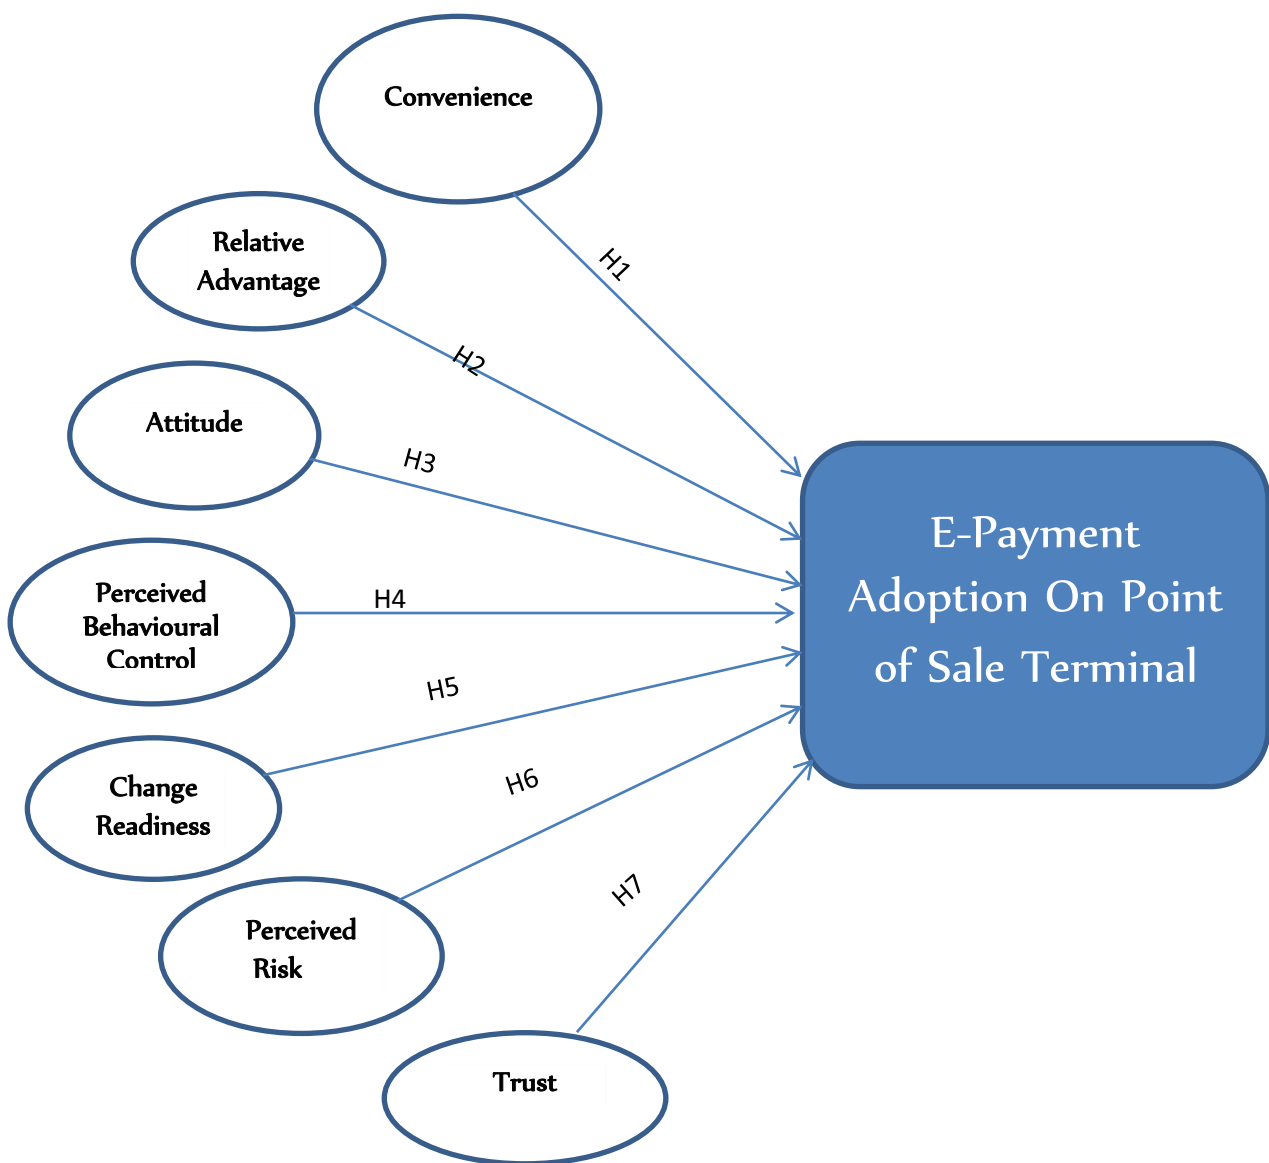 Convenience
H1
Relative
Advantage
H2
Attitude
H3
Perceived
Behavioural
Control
H4
Change
Readiness
H5
Perceived
Risk
H6
Trust
H7
E-Payment
Adoption On Point
of Sale Terminal